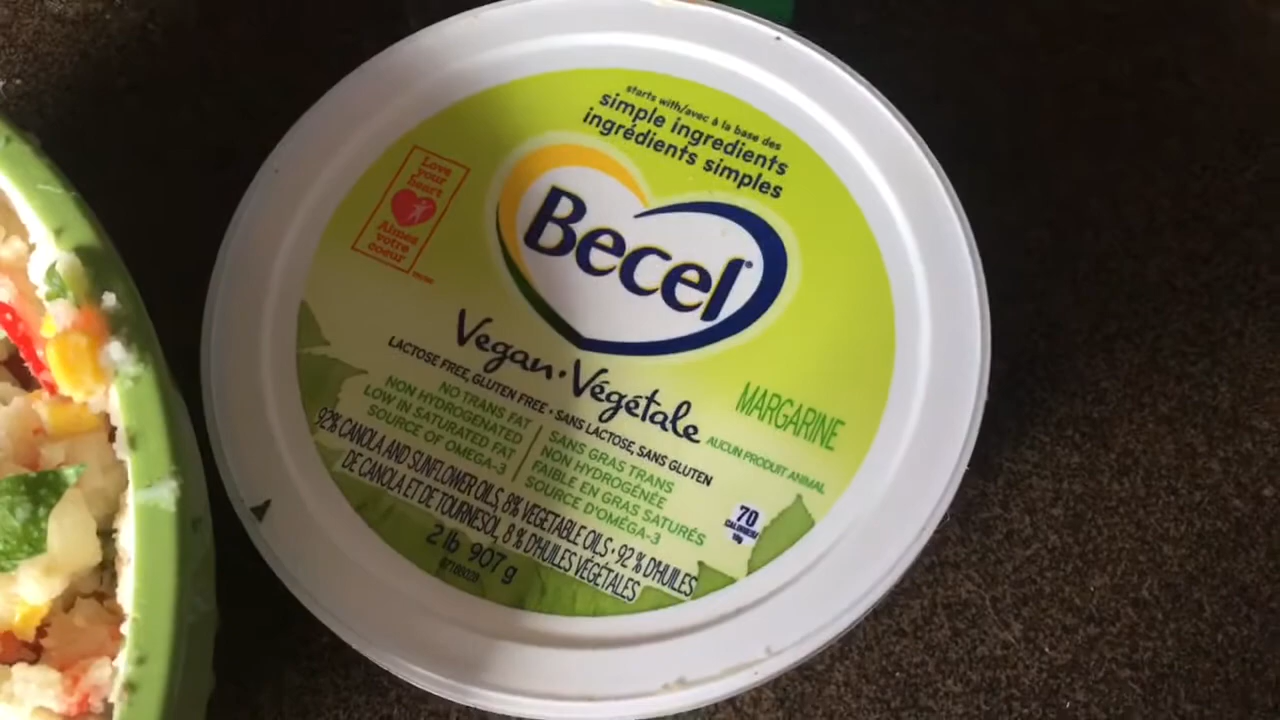 starts with/avec à la base des
simple ingredients
ingrédients simples
Love
your
heart
Aimez
votre
coeur
Becel®
Vegan • Végétale
LACTOSE FREE, GLUTEN FREE • SANS LACTOSE, SANS GLUTEN
MARGARINE
AUCUN PRODUIT ANIMAL
NO TRANS FAT
NON HYDROGENATED
LOW IN SATURATED FAT
SOURCE OF OMEGA-3
SANS GRAS TRANS
NON HYDROGÉNÉE
FAIBLE EN GRAS SATURÉS
SOURCE D'OMÉGA-3
92% CANOLA AND SUNFLOWER OILS, 8% VEGETABLE OILS • 92 % D'HUILES
DE CANOLA ET DE TOURNESOL, 8 % D'HUILES VÉGÉTALES
2 lb 907 g
70
10g